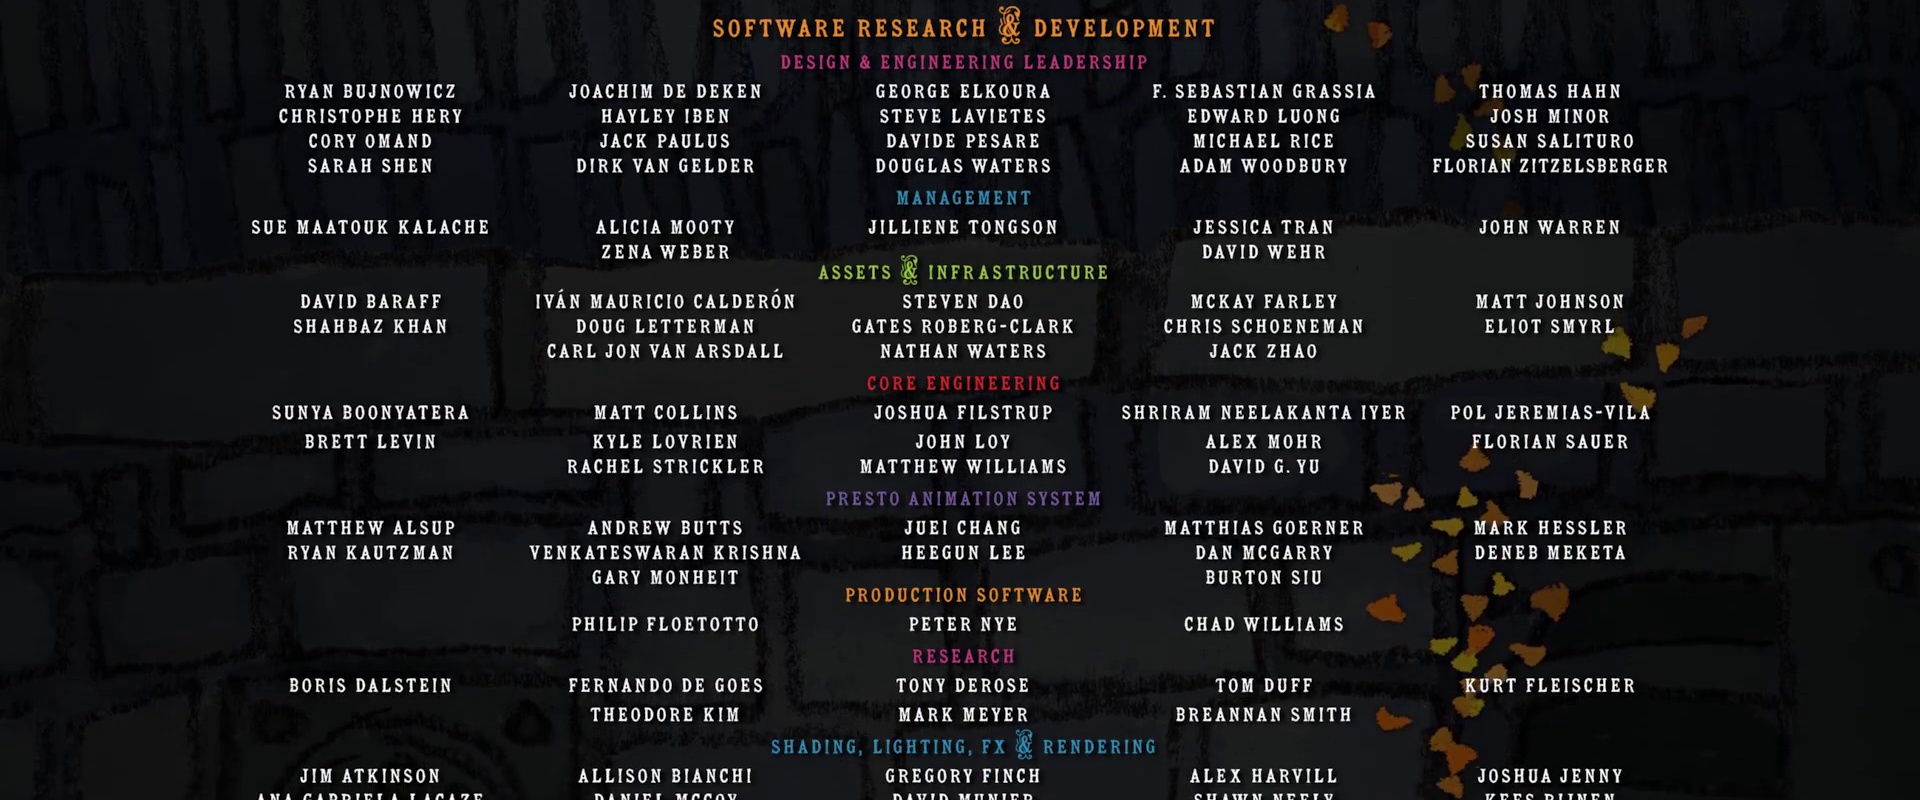 SOFTWARE RESEARCH & DEVELOPMENT
DESIGN & ENGINEERING LEADERSHIP
RYAN BUJNOWICZ JOACHIM DE DEKEN GEORGE ELKOURA F. SEBASTIAN GRASSIA THOMAS HAHN
CHRISTOPHE HERY HAYLEY IBEN STEVE LAVIETES EDWARD LUONG JOSH MINOR
CORY OMAND JACK PAULUS DAVIDE PESARE MICHAEL RICE SUSAN SALITURO
SARAH SHEN DIRK VAN GELDER DOUGLAS WATERS ADAM WOODBURY FLORIAN ZITZELSBERGER
MANAGEMENT
SUE MAATOUK KALACHE ALICIA MOOTY JILLIENE TONGSON JESSICA TRAN JOHN WARREN
ZENA WEBER DAVID WEHR
ASSETS & INFRASTRUCTURE
DAVID BARAFF IVÁN MAURICIO CALDERÓN STEVEN DAO MCKAY FARLEY MATT JOHNSON
SHAHBAZ KHAN DOUG LETTERMAN GATES ROBERG-CLARK CHRIS SCHOENEMAN ELIOT SMYRL
CARL JON VAN ARSDALL NATHAN WATERS JACK ZHAO
CORE ENGINEERING
SUNYA BOONYATERA MATT COLLINS JOSHUA FILSTRUP SHRIRAM NEELAKANTA IYER POL JEREMIAS-VILA
BRETT LEVIN KYLE LOVRIEN JOHN LOY ALEX MOHR FLORIAN SAUER
RACHEL STRICKLER MATTHEW WILLIAMS DAVID G. YU
PRESTO ANIMATION SYSTEM
MATTHEW ALSUP ANDREW BUTTS JUEI CHANG MATTHIAS GOERNER MARK HESSLER
RYAN KAUTZMAN VENKATESWARAN KRISHNA HEEGUN LEE DAN MCGARRY DENEB MEKETA
GARY MONHEIT BURTON SIU
PRODUCTION SOFTWARE
PHILIP FLOETOTTO PETER NYE CHAD WILLIAMS
RESEARCH
BORIS DALSTEIN FERNANDO DE GOES TONY DEROSE TOM DUFF KURT FLEISCHER
THEODORE KIM MARK MEYER BREANNAN SMITH
SHADING, LIGHTING, FX & RENDERING
JIM ATKINSON ALLISON BIANCHI GREGORY FINCH ALEX HARVILL JOSHUA JENNY